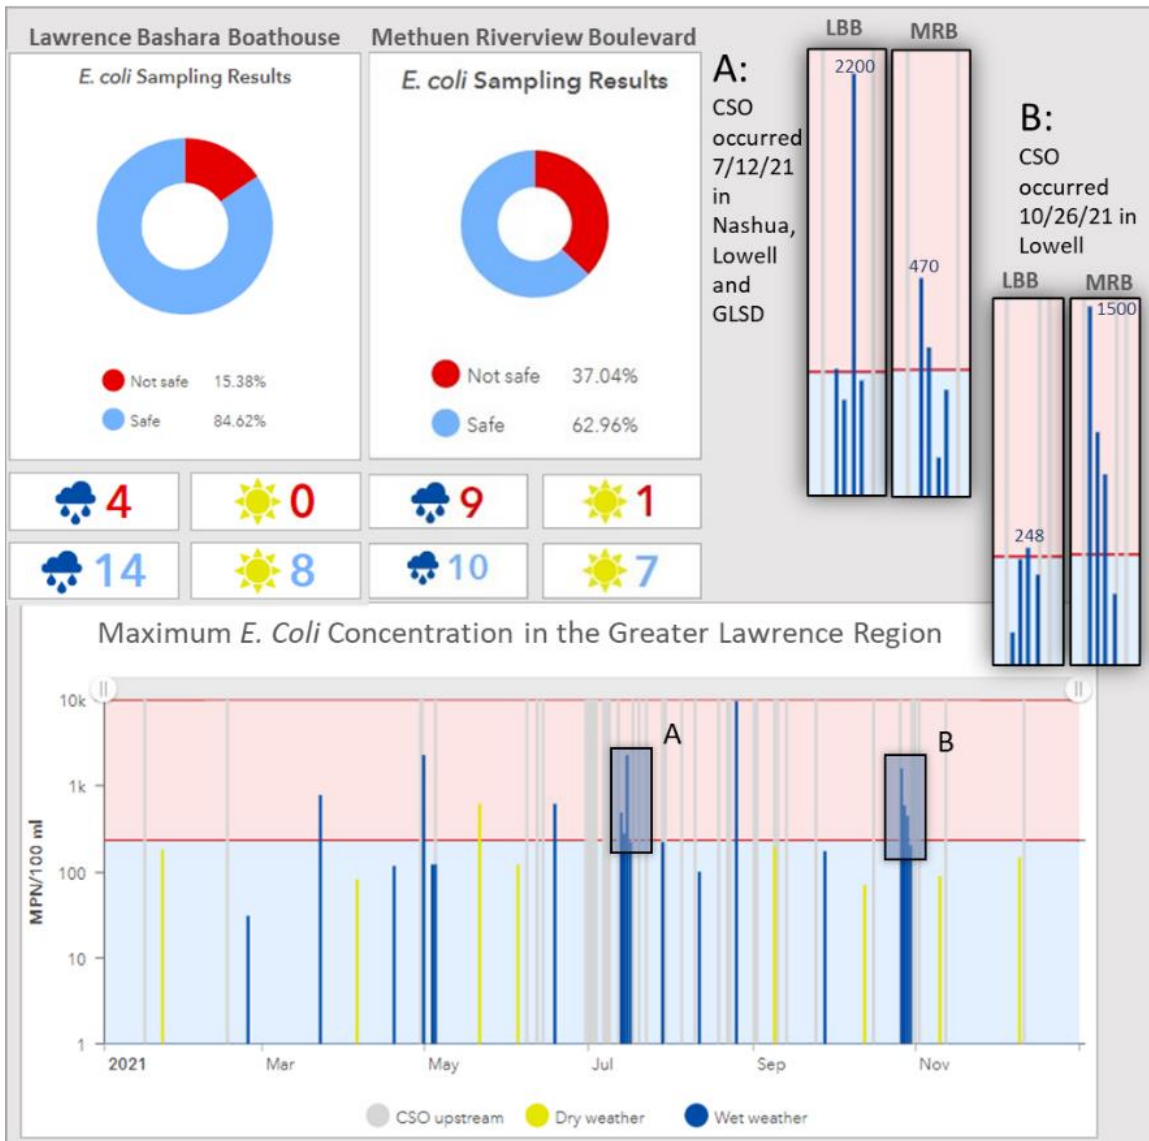 Lawrence Bashara Boathouse
E. coli Sampling Results
Not safe 15.38%
Safe 84.62%
4
0
14
8
Methuen Riverview Boulevard
E. coli Sampling Results
Not safe 37.04%
Safe 62.96%
9
1
10
7
A:
CSO
occurred
7/12/21
in
Nashua,
Lowell
and
GLSD
LBB
2200
MRB
470
B:
CSO
occurred
10/26/21 in
Lowell
LBB
248
MRB
1500
Maximum E. Coli Concentration in the Greater Lawrence Region
A
B
MPN/100 ml
10k
1k
100
10
1
2021 Mar May Jul Sep Nov
CSO upstream Dry weather Wet weather